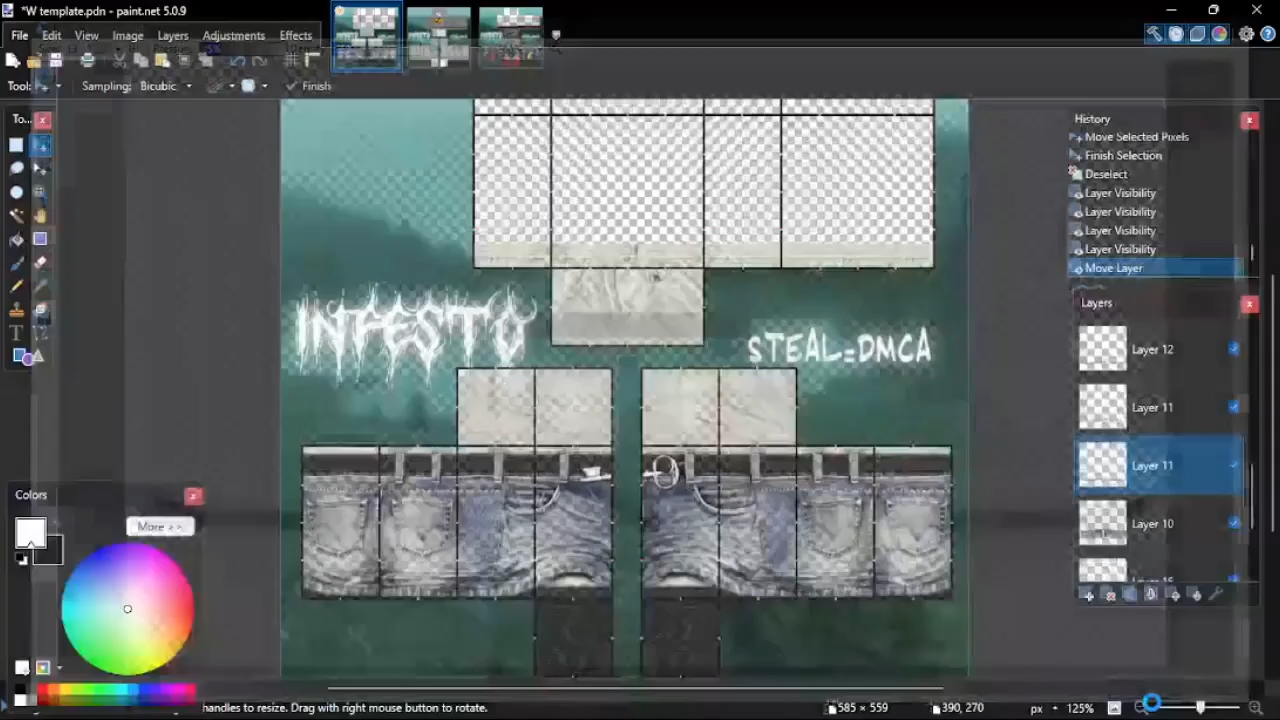 *W template.pdn - paint.net 5.0.9
File Edit View Image Layers Adjustments Effects
Tool: Sampling: Bicubic Finish
To...
History
Move Selected Pixels
Finish Selection
Deselect
Layer Visibility
Layer Visibility
Layer Visibility
Layer Visibility
Move Layer
Layers
Layer 12
Layer 11
Layer 11
Layer 10
INFESTO
STEAL=DMCA
Colors
More >>
handles to resize. Drag with right mouse button to rotate.
585 × 559
390, 270
px
125%